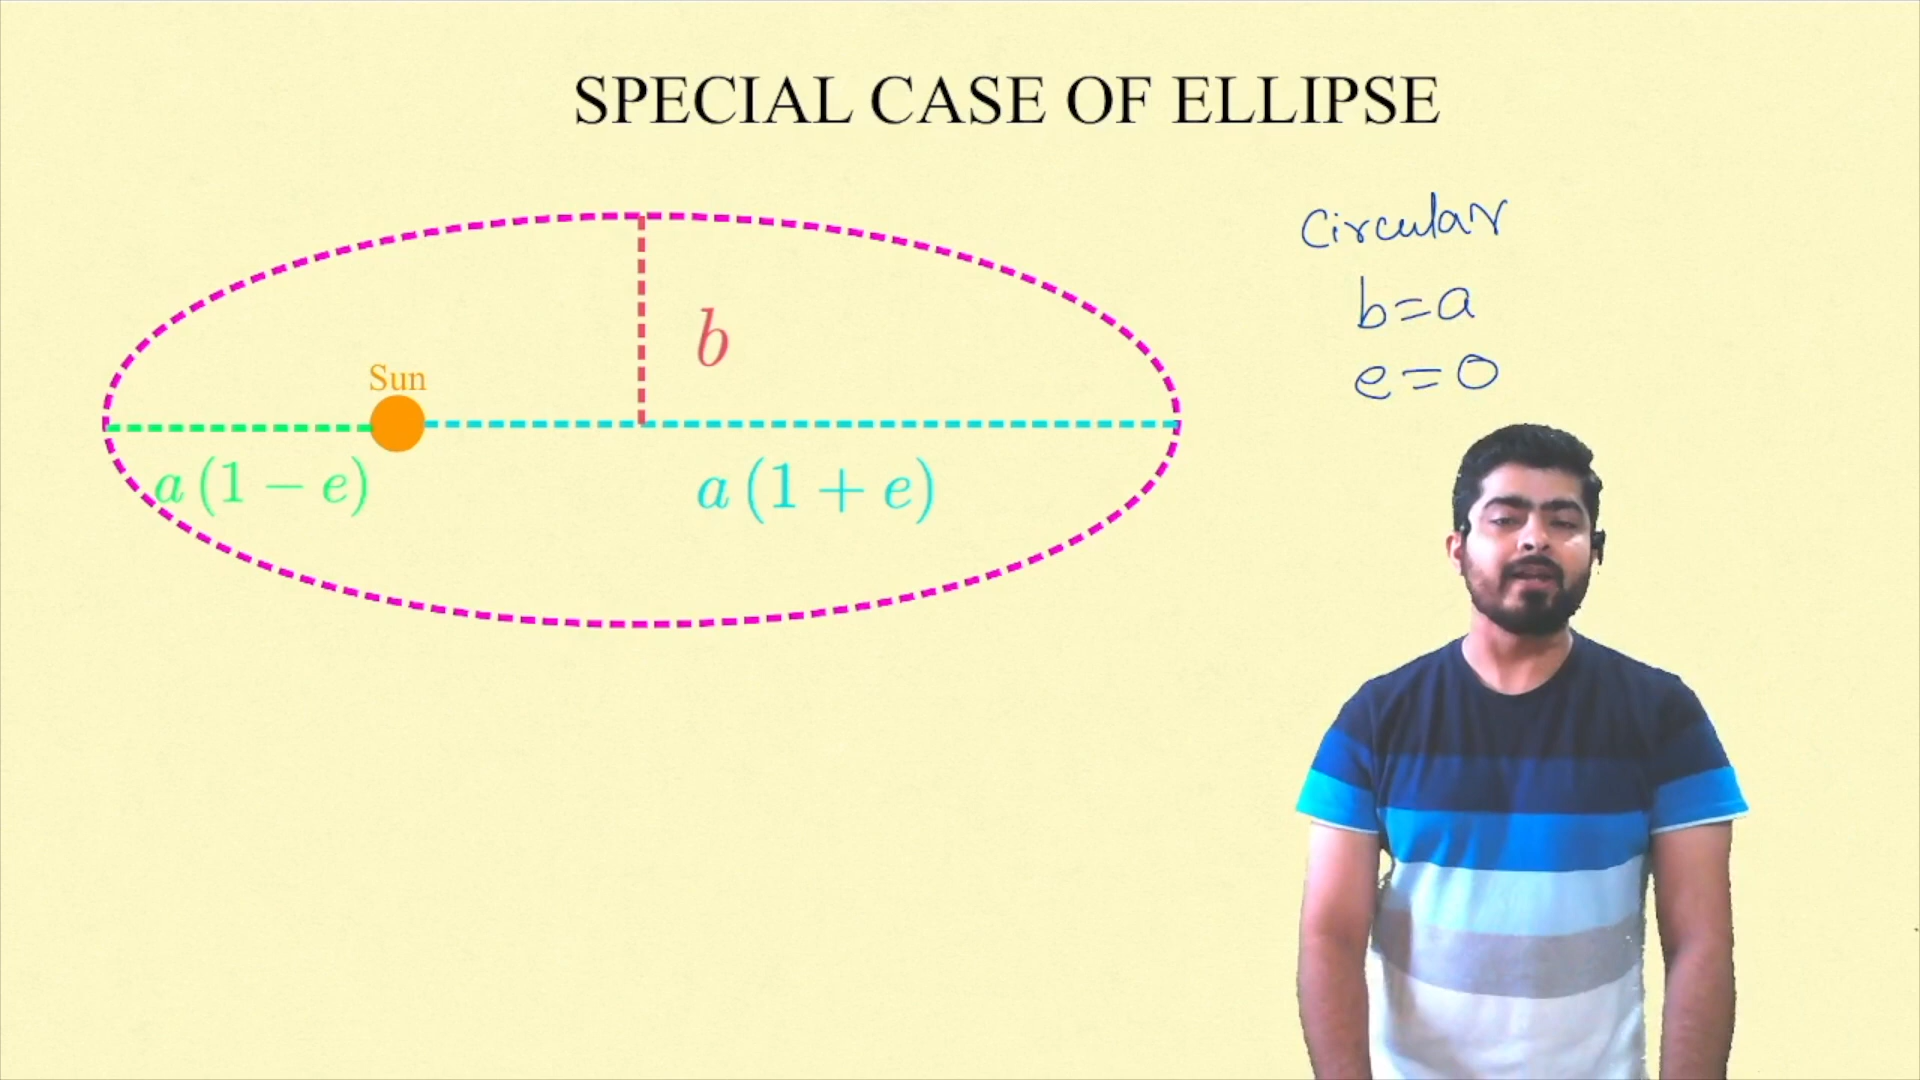 SPECIAL CASE OF ELLIPSE
Circular
b=a
e=0
b
Sun
a (1 − e)
a (1 + e)